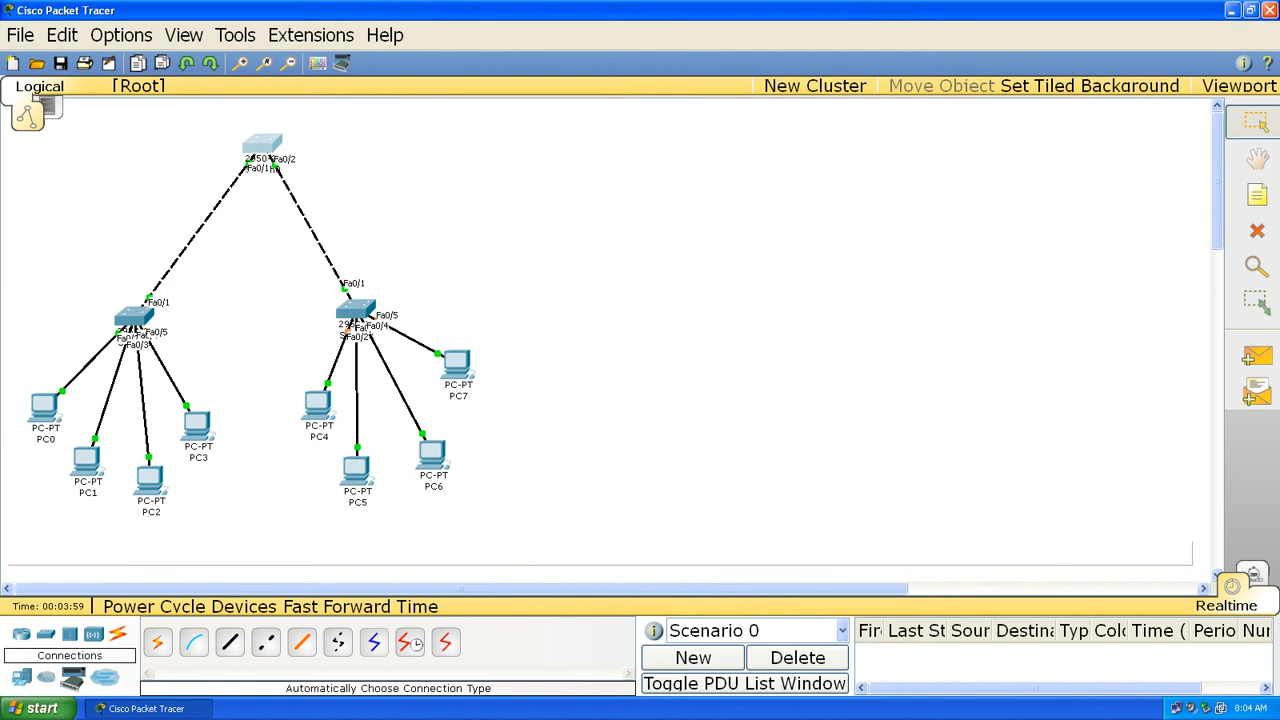 Cisco Packet Tracer
File Edit Options View Tools Extensions Help
Logical [Root] New Cluster Move Object Set Tiled Background Viewport
Fa0/2
Fa0/1
Fa0/1
Fa0/1
Fa0/5
Fa0/3
Fa0/5
Fa0/4
Fa0/2
PC-PT
PC0
PC-PT
PC1
PC-PT
PC2
PC-PT
PC3
PC-PT
PC4
PC-PT
PC5
PC-PT
PC6
PC-PT
PC7
Realtime
Time: 00:03:59 Power Cycle Devices Fast Forward Time
Connections
Automatically Choose Connection Type
Scenario 0
New Delete
Toggle PDU List Window
Fir Last St Sour Destina Typ Colo Time ( Perio Nur
start Cisco Packet Tracer 8:04 AM